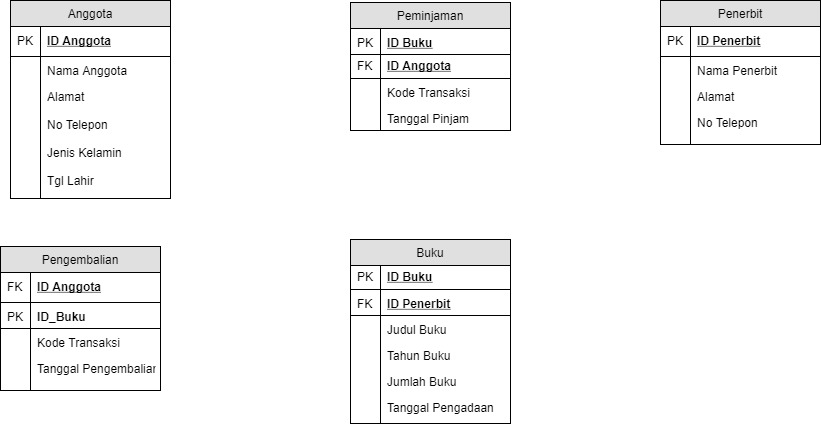 Anggota
PK ID Anggota
Nama Anggota
Alamat
No Telepon
Jenis Kelamin
Tgl Lahir
Peminjaman
PK ID Buku
FK ID Anggota
Kode Transaksi
Tanggal Pinjam
Penerbit
PK ID Penerbit
Nama Penerbit
Alamat
No Telepon
Pengembalian
FK ID Anggota
PK ID_Buku
Kode Transaksi
Tanggal Pengembalian
Buku
PK ID Buku
FK ID Penerbit
Judul Buku
Tahun Buku
Jumlah Buku
Tanggal Pengadaan